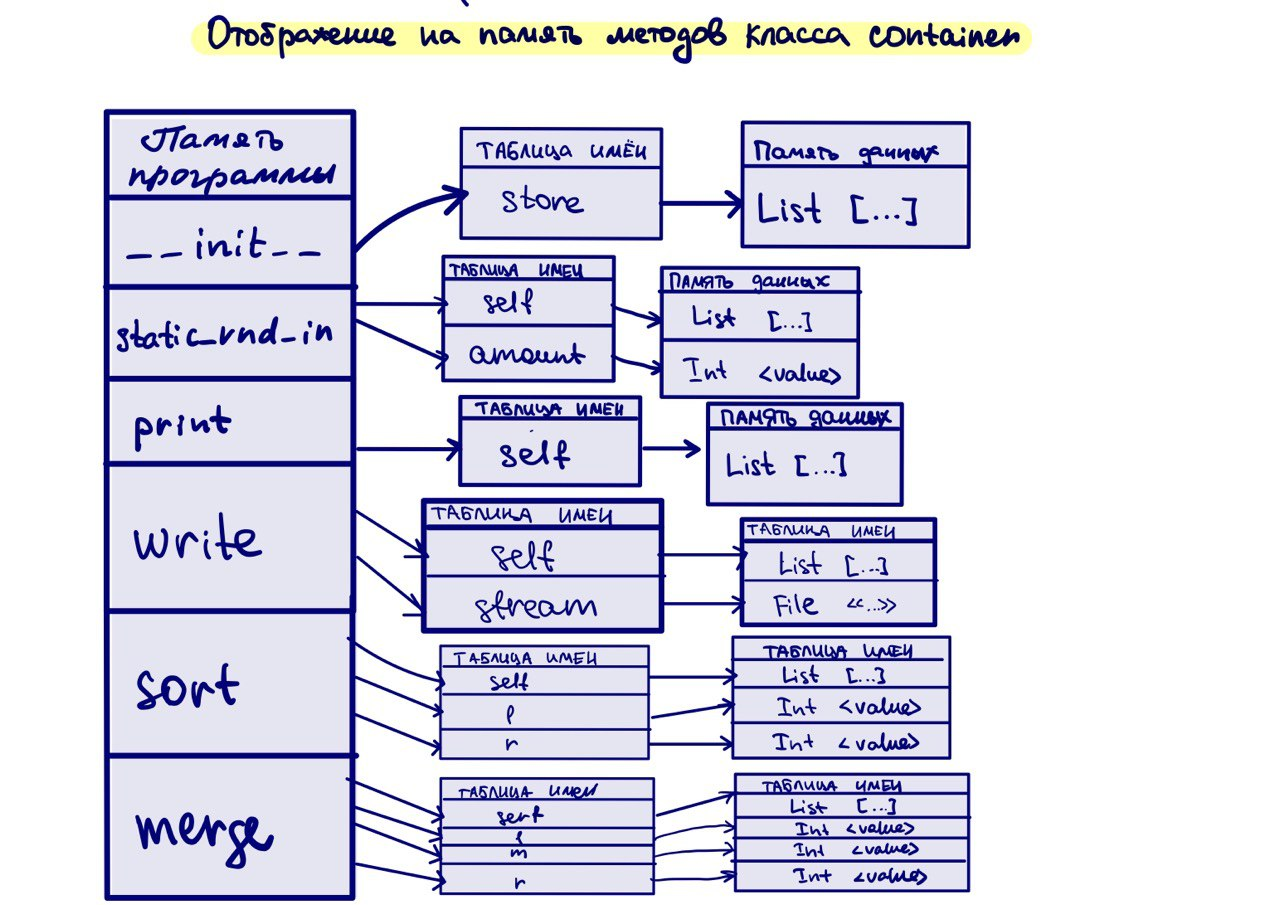 Отображение на память методов класса container
Память
программы
__init__
static_rnd_in
print
write
sort
merge
ТАБЛИЦА ИМЁН
store
Память данных
List [...]
ТАБЛИЦА ИМЕН
self
amount
ПАМЯТЬ данных
List [...]
Int <value>
ТАБЛИЦА ИМЕН
self
ПАМЯТЬ данных
List [...]
ТАБЛИЦА ИМЕН
self
stream
ТАБЛИЦА ИМЕН
List [...]
File «...»
ТАБЛИЦА ИМЕН
self
l
r
ТАБЛИЦА ИМЕН
List [...]
Int <value>
Int <value>
ТАБЛИЦА ИМЕН
l
m
r
ТАБЛИЦА ИМЕН
List [...]
Int <value>
Int <value>
Int <value>